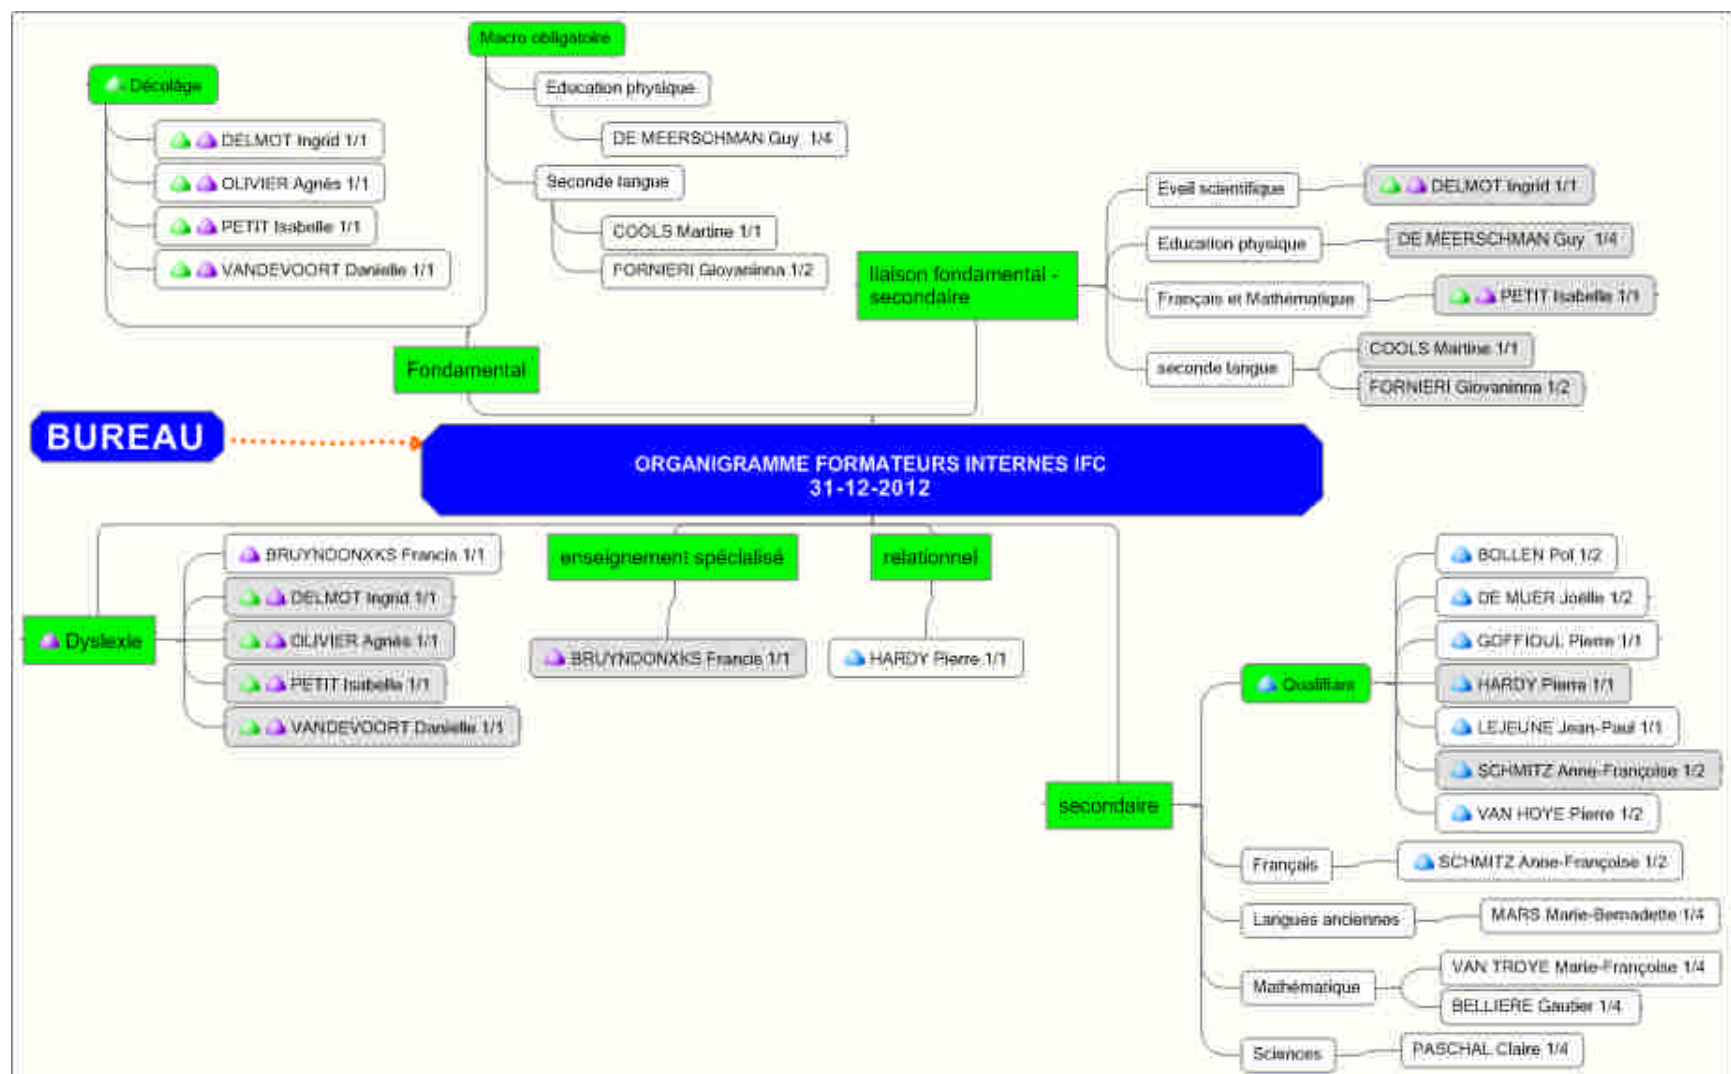 Macro obligatoire
Décolâge
Education physique
DELMOT Ingrid 1/1
DE MEERSCHMAN Guy 1/4
OLIVIER Agnés 1/1
Seconde langue
PETIT Isabelle 1/1
COOLS Martine 1/1
VANDEVOORT Danielle 1/1
FORNIERI Giovaninna 1/2
Eveil scientifique
DELMOT Ingrid 1/1
Education physique
DE MEERSCHMAN Guy 1/4
liaison fondamental -
secondaire
Français et Mathématique
PETIT Isabelle 1/1
seconde langue
COOLS Martine 1/1
FORNIERI Giovaninna 1/2
Fondamental
BUREAU
ORGANIGRAMME FORMATEURS INTERNES IFC
31-12-2012
Dyslexie
BRUYNDONXKS Francis 1/1
DELMOT Ingrid 1/1
OLIVIER Agnés 1/1
PETIT Isabelle 1/1
VANDEVOORT Danielle 1/1
enseignement spécialisé
BRUYNDONXKS Francis 1/1
relationnel
HARDY Pierre 1/1
secondaire
Qualifiant
BOLLEN Pol 1/2
DE MUER Joëlle 1/2
GOFFIOUL Pierre 1/1
HARDY Pierre 1/1
LEJEUNE Jean-Paul 1/1
SCHMITZ Anne-Françoise 1/2
VAN HOYE Pierre 1/2
Français
SCHMITZ Anne-Françoise 1/2
Langues anciennes
MARS Marie-Bernadette 1/4
Mathématique
VAN TROYE Marie-Françoise 1/4
BELLIERE Gautier 1/4
Sciences
PASCHAL Claire 1/4